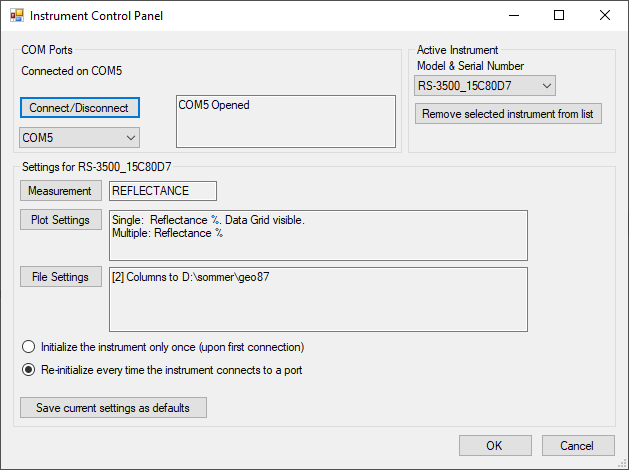 Instrument Control Panel
COM Ports
Connected on COM5
Connect/Disconnect
COM5 Opened
COM5
Active Instrument
Model & Serial Number
RS-3500_15C80D7
Remove selected instrument from list
Settings for RS-3500_15C80D7
Measurement
REFLECTANCE
Plot Settings
Single:  Reflectance %. Data Grid visible.
Multiple: Reflectance %
File Settings
[2] Columns to D:\sommer\geo87
Initialize the instrument only once (upon first connection)
Re-initialize every time the instrument connects to a port
Save current settings as defaults
OK
Cancel